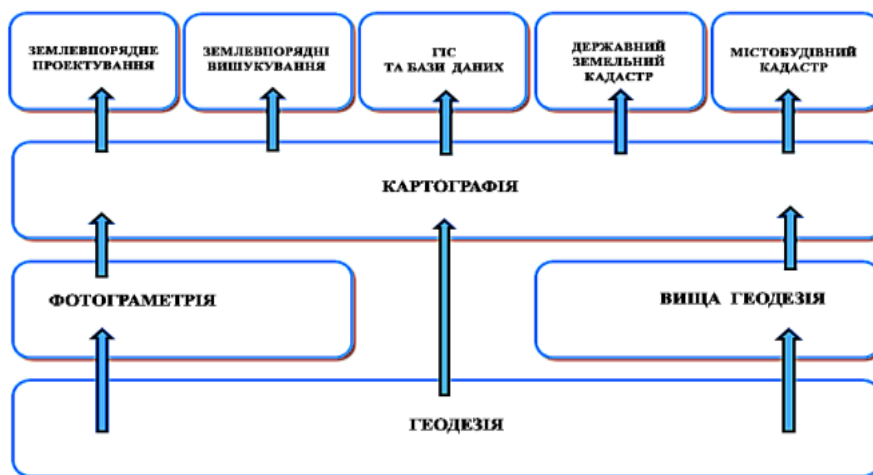 ЗЕМЛЕВПОРЯДНЕ
ПРОЕКТУВАННЯ
ЗЕМЛЕВПОРЯДНІ
ВИШУКУВАННЯ
ГІС
ТА БАЗИ ДАНИХ
ДЕРЖАВНИЙ
ЗЕМЕЛЬНИЙ
КАДАСТР
МІСТОБУДІВНИЙ
КАДАСТР
КАРТОГРАФІЯ
ФОТОГРАМЕТРІЯ
ВИЩА ГЕОДЕЗІЯ
ГЕОДЕЗІЯ